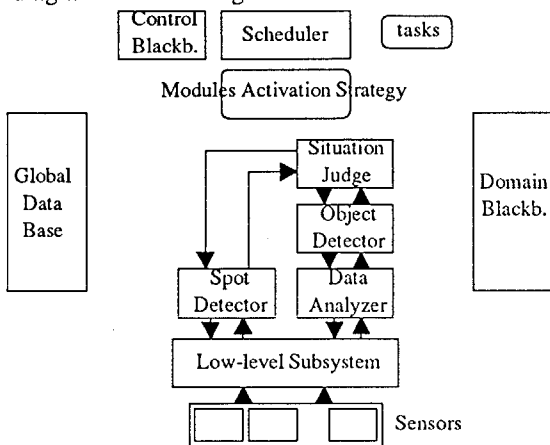 Control
Blackb.
Scheduler
tasks
Modules Activation Strategy
Global
Data
Base
Situation
Judge
Object
Detector
Domain
Blackb.
Spot
Detector
Data
Analyzer
Low-level Subsystem
Sensors